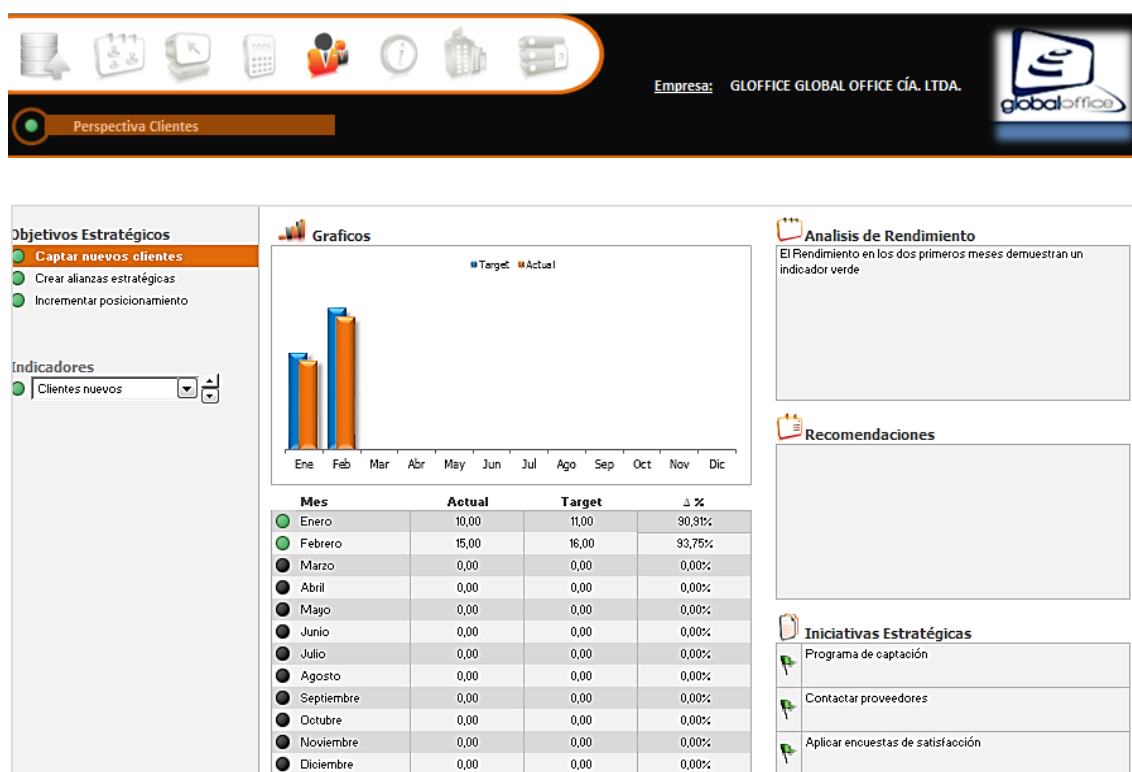 Empresa: GLOFFICE GLOBAL OFFICE CÍA. LTDA.
globaloffice
Perspectiva Clientes
Objetivos Estratégicos
Captar nuevos clientes
Crear alianzas estratégicas
Incrementar posicionamiento
Indicadores
Clientes nuevos
Graficos
Target Actual
Ene Feb Mar Abr May Jun Jul Ago Sep Oct Nov Dic
Mes Actual Target Δ %
Enero 10,00 11,00 90,91%
Febrero 15,00 16,00 93,75%
Marzo 0,00 0,00 0,00%
Abril 0,00 0,00 0,00%
Mayo 0,00 0,00 0,00%
Junio 0,00 0,00 0,00%
Julio 0,00 0,00 0,00%
Agosto 0,00 0,00 0,00%
Septiembre 0,00 0,00 0,00%
Octubre 0,00 0,00 0,00%
Noviembre 0,00 0,00 0,00%
Diciembre 0,00 0,00 0,00%
Analisis de Rendimiento
El Rendimiento en los dos primeros meses demuestran un
indicador verde
Recomendaciones
Iniciativas Estratégicas
Programa de captación
Contactar proveedores
Aplicar encuestas de satisfacción